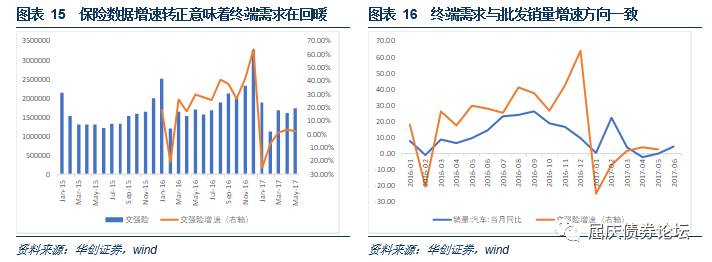 图表 15 保险数据增速转正意味着终端需求在回暖
3500000
3000000
2500000
2000000
1500000
1000000
500000
0
70.00%
60.00%
50.00%
40.00%
30.00%
20.00%
10.00%
0.00%
10.00%
20.00%
30.00%
Jan-15
Mar-15
May-15
Jul-15
Sep-15
Nov-15
Jan-16
Mar-16
May-16
Jul-16
Sep-16
Nov-16
Jan-17
Mar-17
May-17
交强险
交强险增速（右轴）
资料来源：华创证券，wind
图表 16 终端需求与批发销量增速方向一致
70.00
60.00
50.00
40.00
30.00
20.00
10.00
0.00
10.00
20.00
30.00
2016-01
2016-02
2016-03
2016-04
2016-05
2016-06
2016-07
2016-08
2016-09
2016-10
2016-11
2016-12
2017-01
2017-02
2017-03
2017-04
2017-05
2017-06
销量:汽车:当月同比
交强险增速（右轴）
资料来源：华创证券，wind
屈庆债券论坛